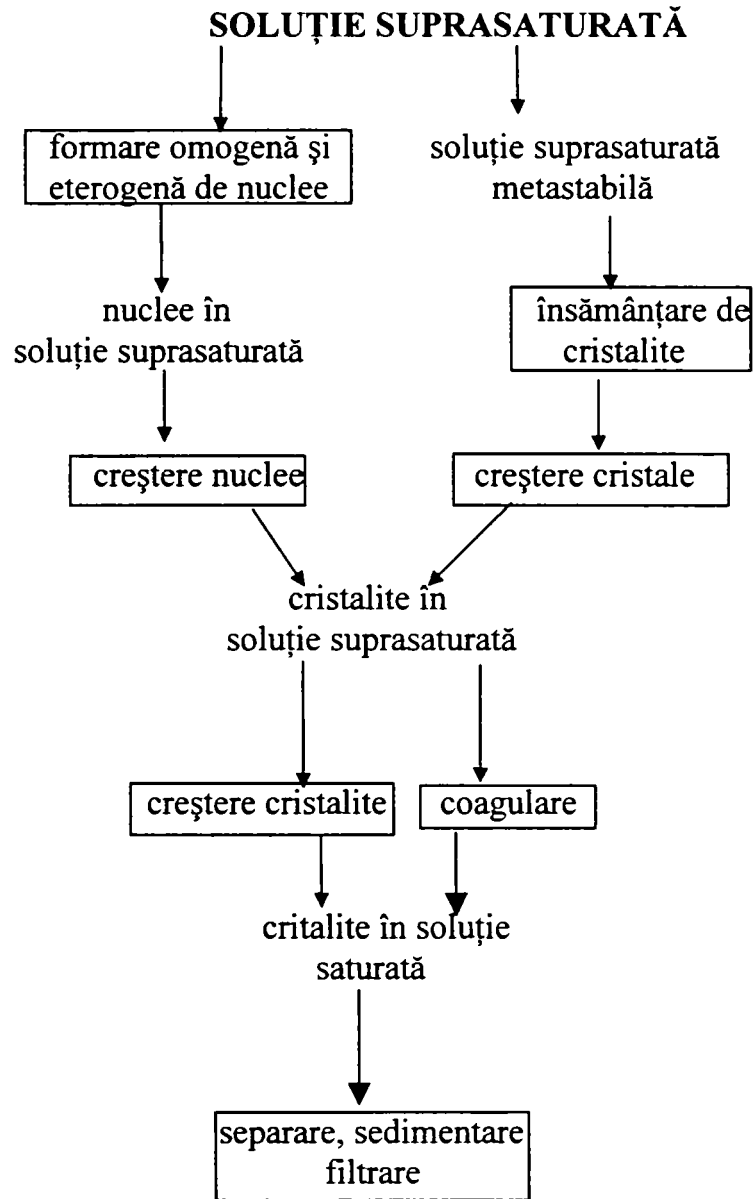 SOLUȚIE SUPRASATURATĂ
formare omogenă şi
eterogenă de nuclee
soluție suprasaturată
metastabilă
nuclee în
soluție suprasaturată
însămânțare de
cristalite
creştere nuclee
creştere cristale
cristalite în
soluție suprasaturată
creştere cristalite
coagulare
critalite în soluție
saturată
separare, sedimentare
filtrare